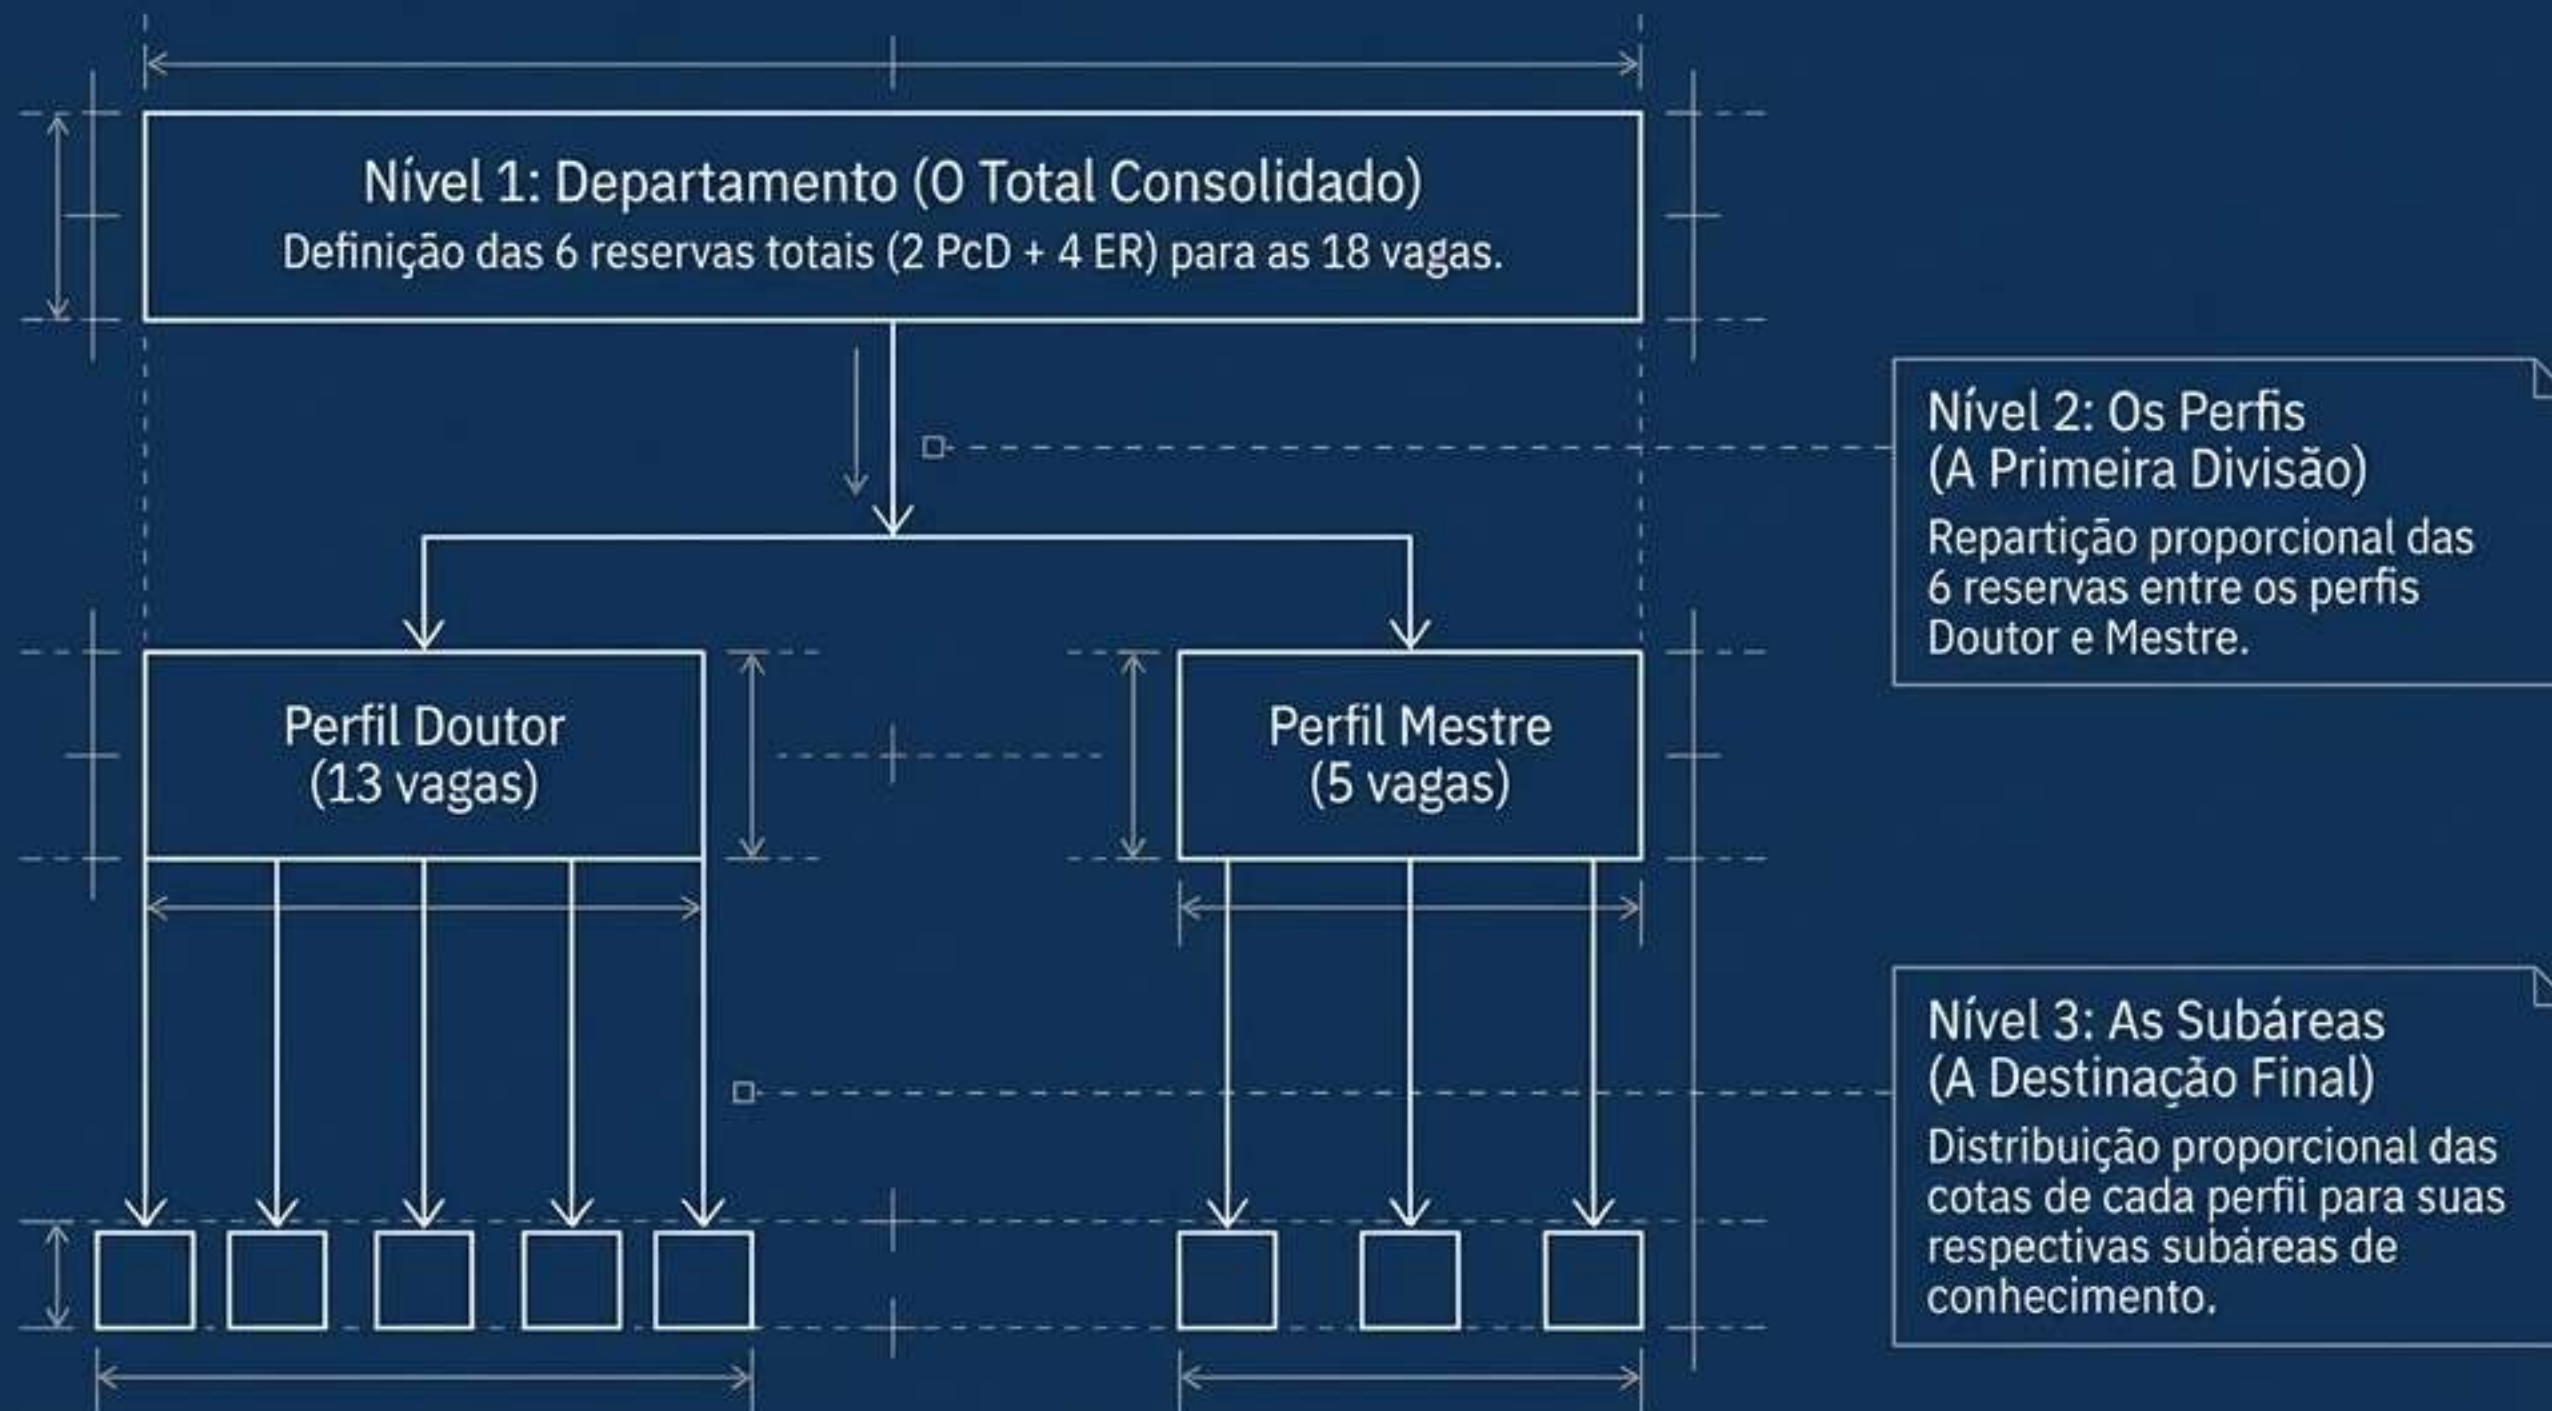 Nível 1: Departamento (O Total Consolidado)
Definição das 6 reservas totais (2 PcD + 4 ER) para as 18 vagas.
Nível 2: Os Perfis
(A Primeira Divisão)
Repartição proporcional das
6 reservas entre os perfis
Doutor e Mestre.
Perfil Doutor
(13 vagas)
Perfil Mestre
(5 vagas)
Nível 3: As Subáreas
(A Destinação Final)
Distribuição proporcional das
cotas de cada perfil para suas
respectivas subáreas de
conhecimento.